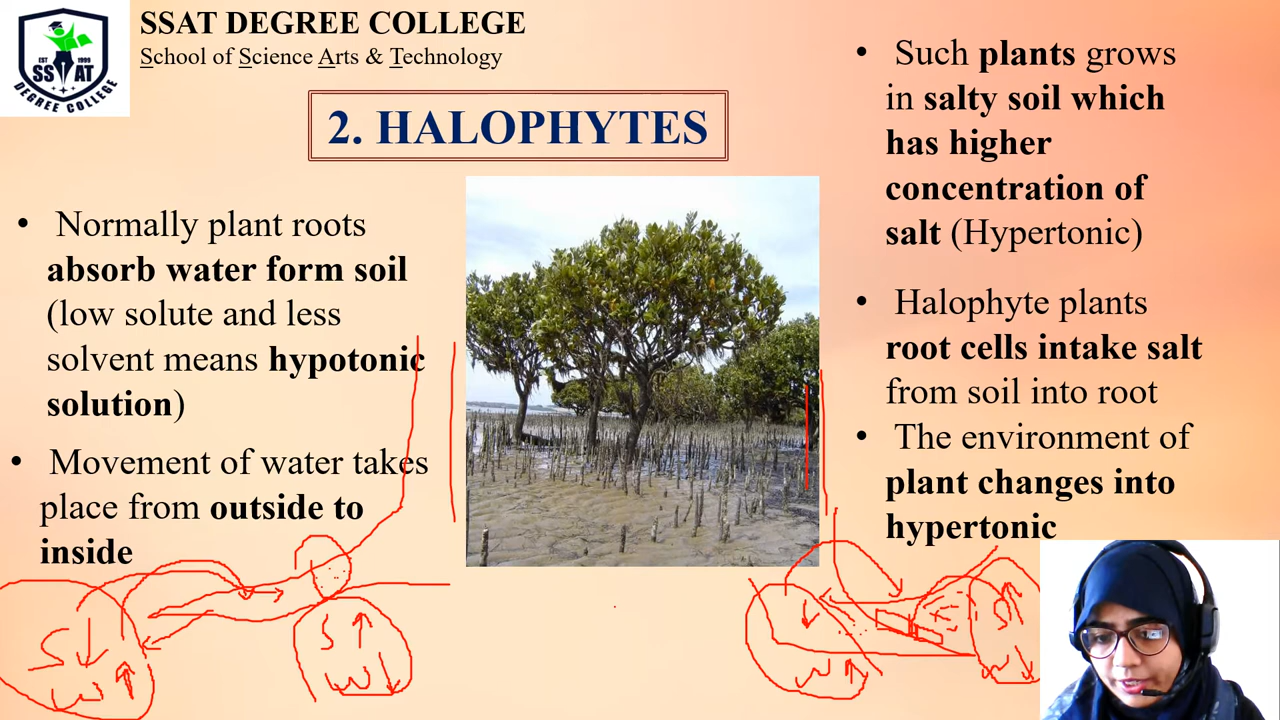 SSAT DEGREE COLLEGE
School of Science Arts & Technology
EST 1999
SSAT
DEGREE COLLEGE
2. HALOPHYTES
• Normally plant roots
absorb water form soil
(low solute and less
solvent means hypotonic
solution)
• Movement of water takes
place from outside to
inside
• Such plants grows
in salty soil which
has higher
concentration of
salt (Hypertonic)
• Halophyte plants
root cells intake salt
from soil into root
• The environment of
plant changes into
hypertonic
S ↓
W ↑
S ↑
W ↓
↓
W ↑
S ↑
W ↓